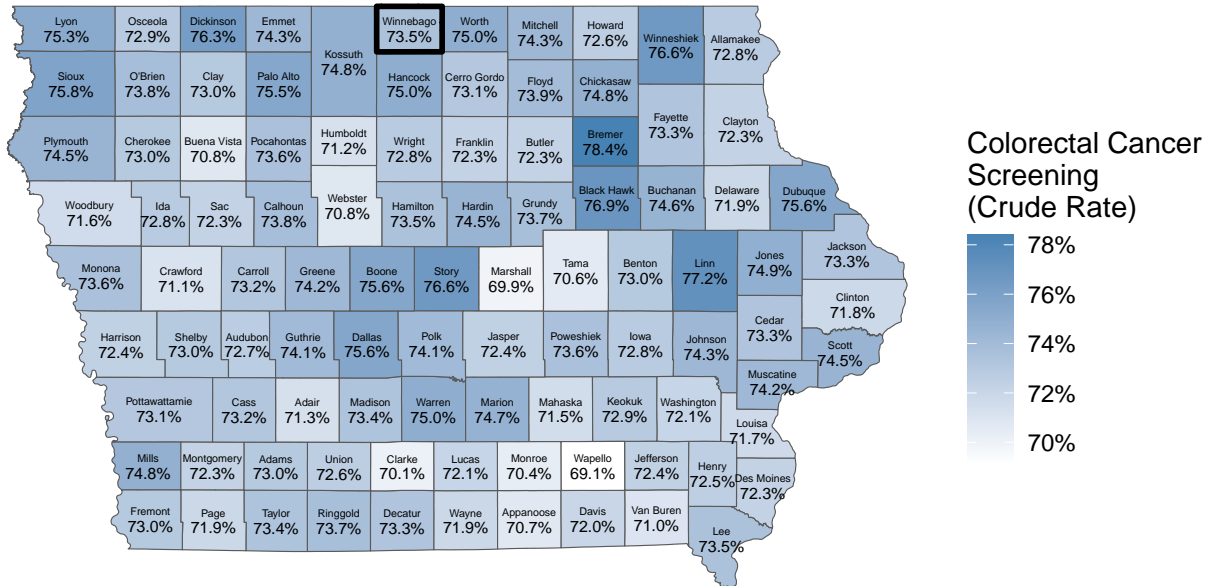 Lyon
75.3%
Osceola
72.9%
Dickinson
76.3%
Emmet
74.3%
Kossuth
74.8%
Winnebago
73.5%
Worth
75.0%
Mitchell
74.3%
Howard
72.6%
Winneshiek
76.6%
Allamakee
72.8%
Sioux
75.8%
O'Brien
73.8%
Clay
73.0%
Palo Alto
75.5%
Hancock
75.0%
Cerro Gordo
73.1%
Floyd
73.9%
Chickasaw
74.8%
Fayette
73.3%
Clayton
72.3%
Plymouth
74.5%
Cherokee
73.0%
Buena Vista
70.8%
Pocahontas
73.6%
Humboldt
71.2%
Wright
72.8%
Franklin
72.3%
Butler
72.3%
Bremer
78.4%
Woodbury
71.6%
Ida
72.8%
Sac
72.3%
Calhoun
73.8%
Webster
70.8%
Hamilton
73.5%
Hardin
74.5%
Grundy
73.7%
Black Hawk
76.9%
Buchanan
74.6%
Delaware
71.9%
Dubuque
75.6%
Monona
73.6%
Crawford
71.1%
Carroll
73.2%
Greene
74.2%
Boone
75.6%
Story
76.6%
Marshall
69.9%
Tama
70.6%
Benton
73.0%
Linn
77.2%
Jones
74.9%
Jackson
73.3%
Clinton
71.8%
Harrison
72.4%
Shelby
73.0%
Audubon
72.7%
Guthrie
74.1%
Dallas
75.6%
Polk
74.1%
Jasper
72.4%
Poweshiek
73.6%
Iowa
72.8%
Johnson
74.3%
Cedar
73.3%
Scott
74.5%
Muscatine
74.2%
Pottawattamie
73.1%
Cass
73.2%
Adair
71.3%
Madison
73.4%
Warren
75.0%
Marion
74.7%
Mahaska
71.5%
Keokuk
72.9%
Washington
72.1%
Louisa
71.7%
Mills
74.8%
Montgomery
72.3%
Adams
73.0%
Union
72.6%
Clarke
70.1%
Lucas
72.1%
Monroe
70.4%
Wapello
69.1%
Jefferson
72.4%
Henry
72.5%
Des Moines
72.3%
Fremont
73.0%
Page
71.9%
Taylor
73.4%
Ringgold
73.7%
Decatur
73.3%
Wayne
71.9%
Appanoose
70.7%
Davis
72.0%
Van Buren
71.0%
Lee
73.5%
Colorectal Cancer
Screening
(Crude Rate)
78%
76%
74%
72%
70%